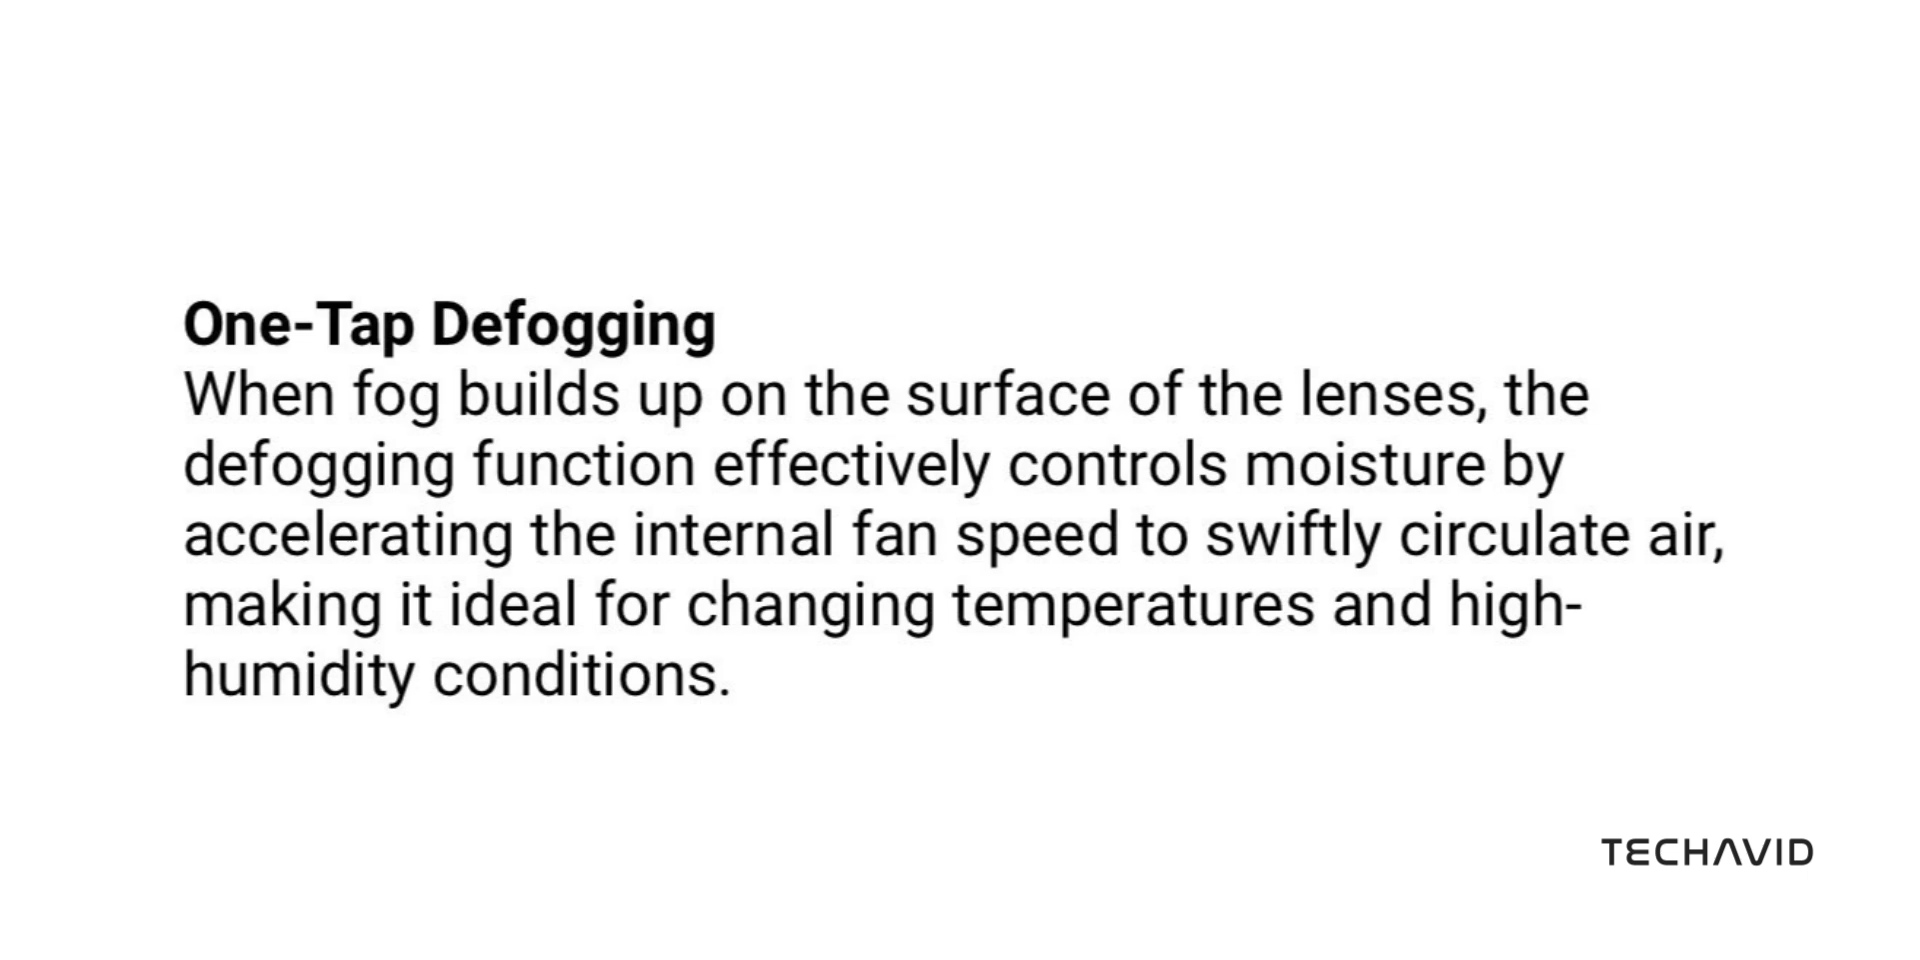 One-Tap Defogging
When fog builds up on the surface of the lenses, the
defogging function effectively controls moisture by
accelerating the internal fan speed to swiftly circulate air,
making it ideal for changing temperatures and high-
humidity conditions.
TECHAVID